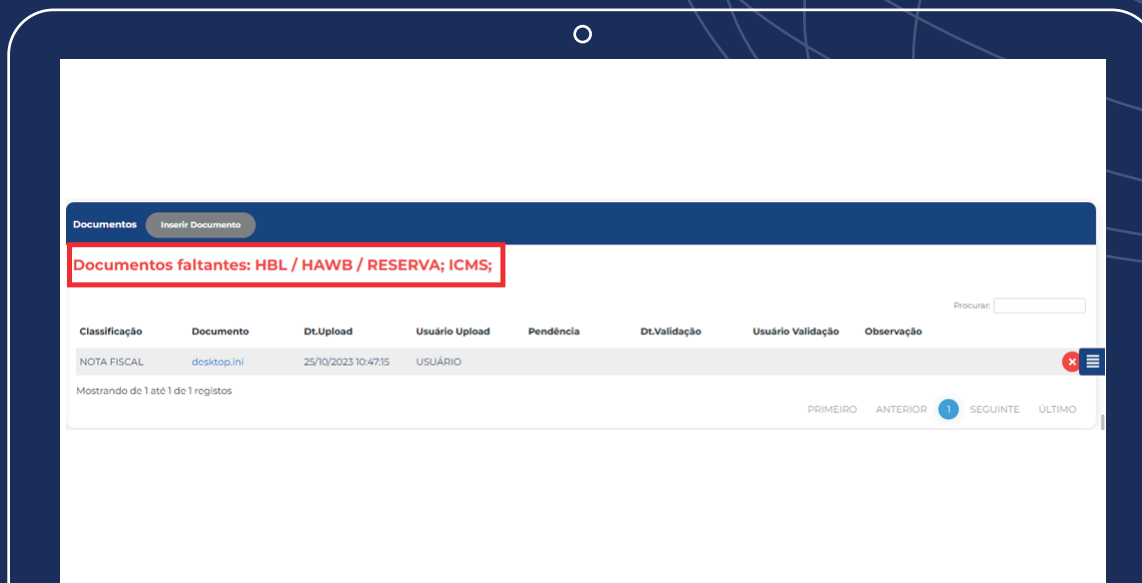 Documentos Inserir Documento
Documentos faltantes: HBL / HAWB / RESERVA; ICMS;
Procurar:
Classificação Documento Dt.Upload Usuário Upload Pendência Dt.Validação Usuário Validação Observação
NOTA FISCAL desktop.ini 25/10/2023 10:47:15 USUÁRIO
Mostrando de 1 até 1 de 1 registos
PRIMEIRO ANTERIOR 1 SEGUINTE ÚLTIMO